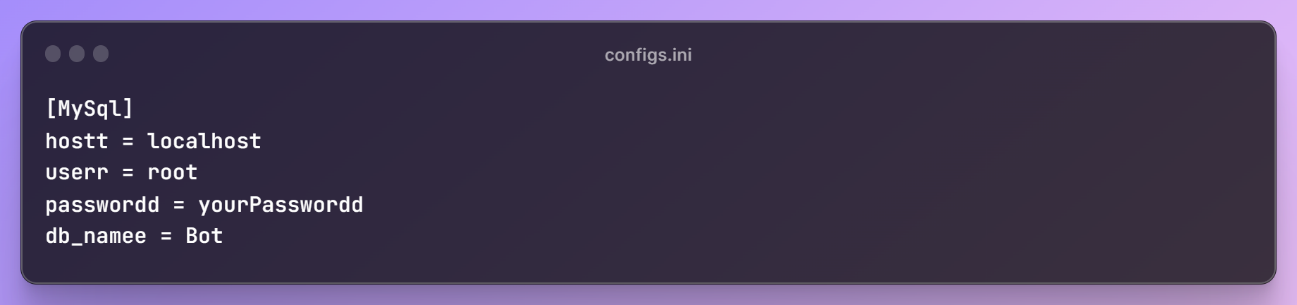 configs.ini
[MySql]
hostt = localhost
userr = root
passwordd = yourPasswordd
db_namee = Bot